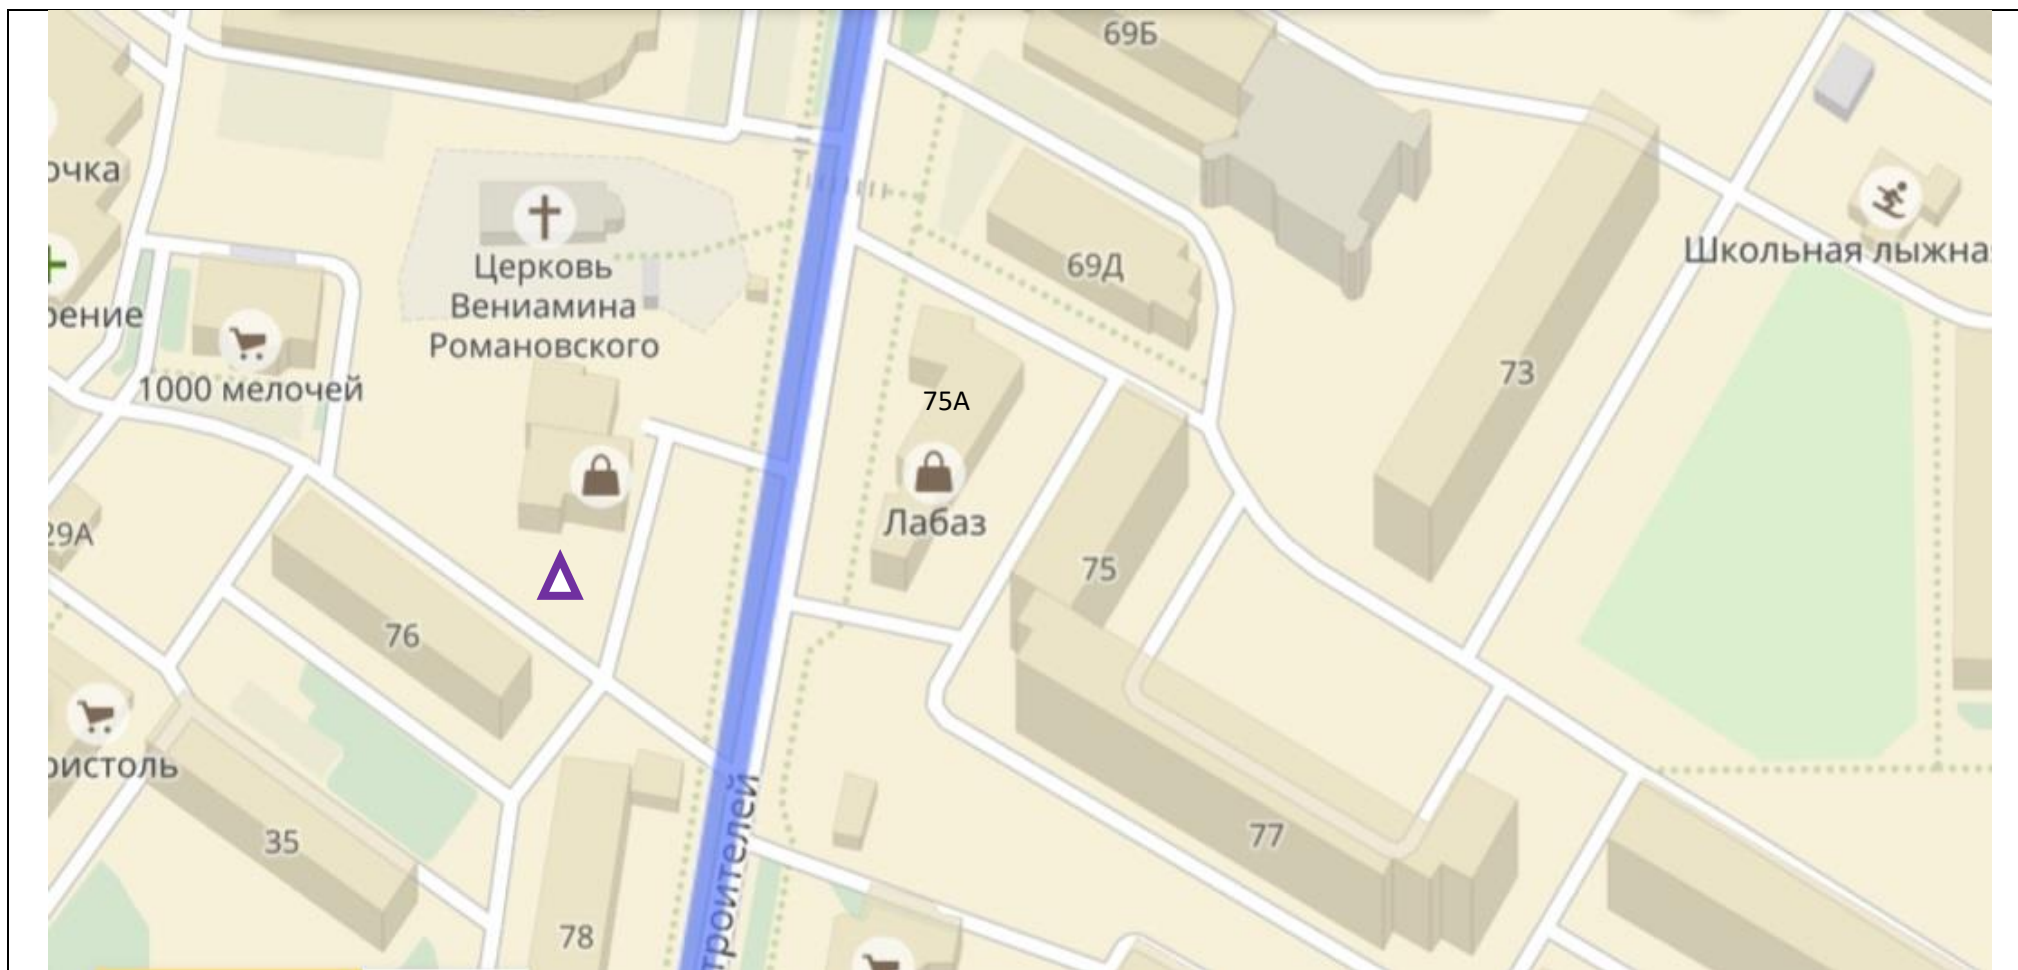 69Б
очка
Церковь
Вениамина
Романовского
69Д
Школьная лыжна
рение
1000 мелочей
73
75А
Лабаз
29А
75
76
ристоль
35
77
78
троителей